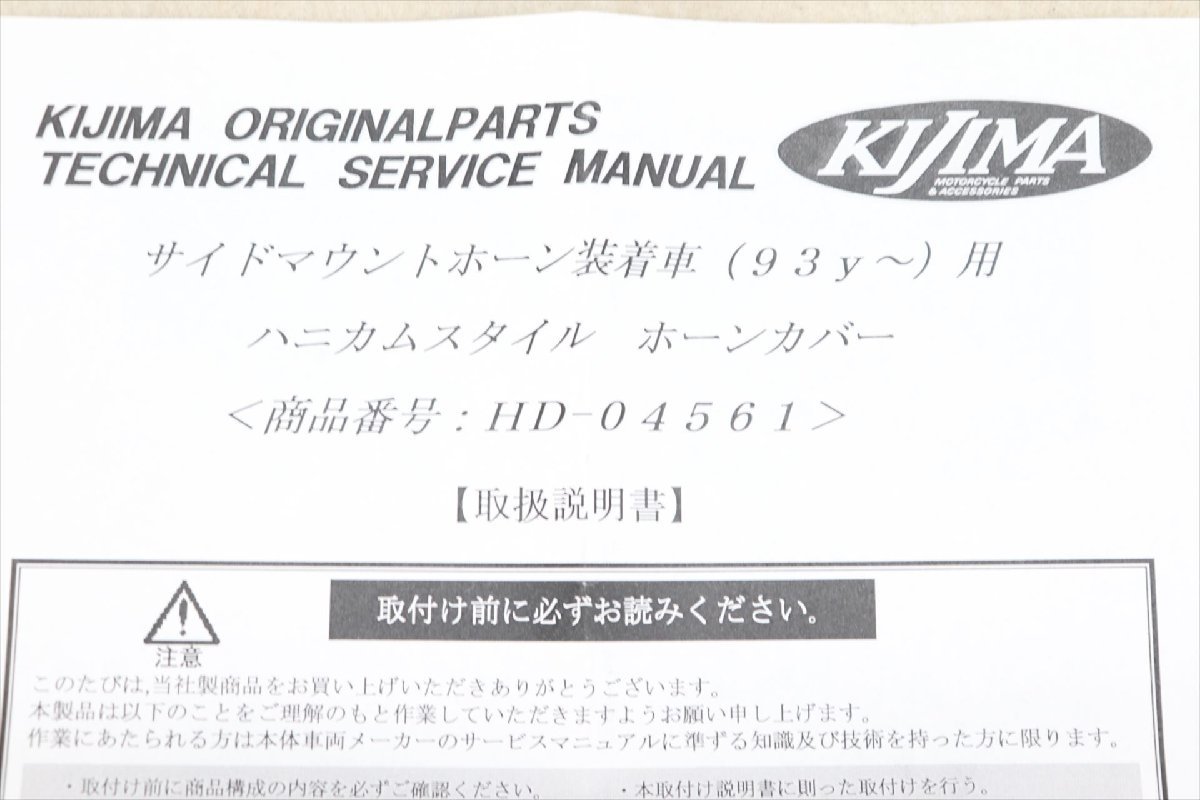 KIJIMA ORIGINALPARTS
TECHNICAL SERVICE MANUAL
KIJIMA
MOTORCYCLE PARTS
& ACCESSORIES
サイドマウントホーン装着車(93y～)用
ハニカムスタイル　ホーンカバー
＜商品番号:HD-04561＞
【取扱説明書】
注意
取付け前に必ずお読みください。
このたびは,当社製商品をお買い上げいただきありがとうございます。
本製品は以下のことをご理解のもと作業していただきますようお願い申し上げます。
作業にあたられる方は本体車両メーカーのサービスマニュアルに準ずる知識及び技術を持った方に限ります。
・取付け前に商品構成の内容を必ずご確認ください。
・本取付け説明書に則った取付けを行う。